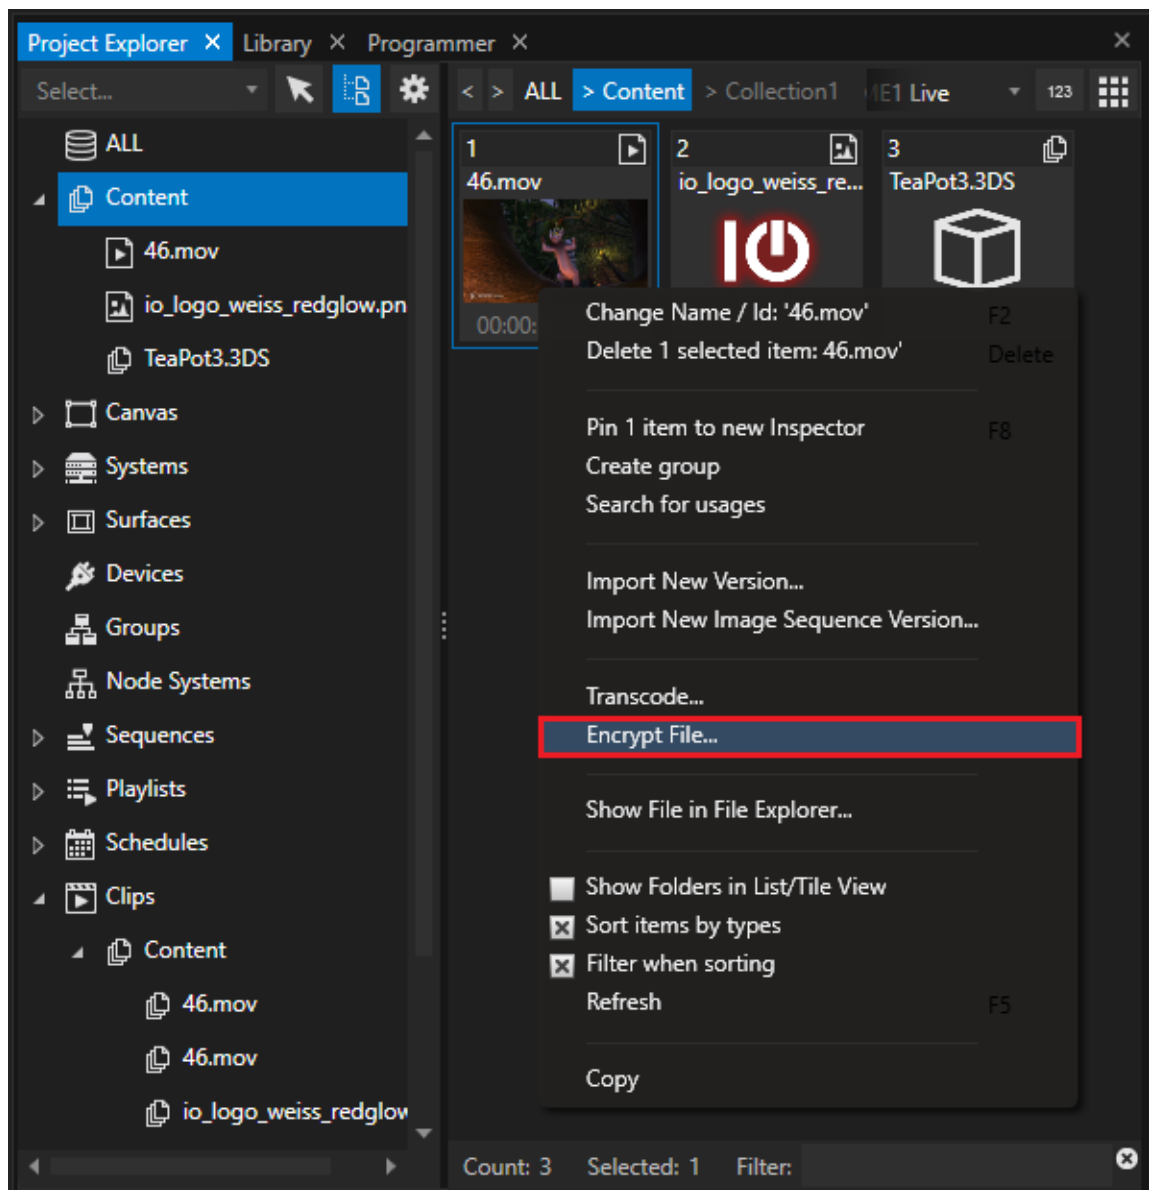 Project Explorer Library Programmer
Select...
< > ALL > Content > Collection1 ME1 Live 123
ALL
Content
46.mov
io_logo_weiss_redglow.pn
TeaPot3.3DS
Canvas
Systems
Surfaces
Devices
Groups
Node Systems
Sequences
Playlists
Schedules
Clips
Content
46.mov
46.mov
io_logo_weiss_redglow
1
46.mov
00:00:
2
io_logo_weiss_re...
3
TeaPot3.3DS
Change Name / Id: '46.mov' F2
Delete 1 selected item: 46.mov' Delete
Pin 1 item to new Inspector F8
Create group
Search for usages
Import New Version...
Import New Image Sequence Version...
Transcode...
Encrypt File...
Show File in File Explorer...
Show Folders in List/Tile View
Sort items by types
Filter when sorting
Refresh F5
Copy
Count: 3 Selected: 1 Filter: